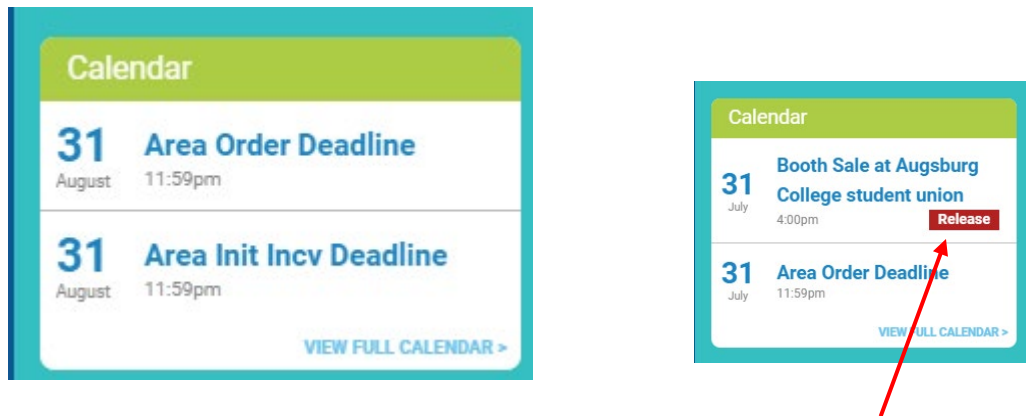 Calendar
31 Area Order Deadline
August 11:59pm
31 Area Init Incv Deadline
August 11:59pm
VIEW FULL CALENDAR >
Calendar
Booth Sale at Augsburg
31 College student union
July 4:00pm Release
31 Area Order Deadline
July 11:59pm
VIEW FULL CALENDAR >